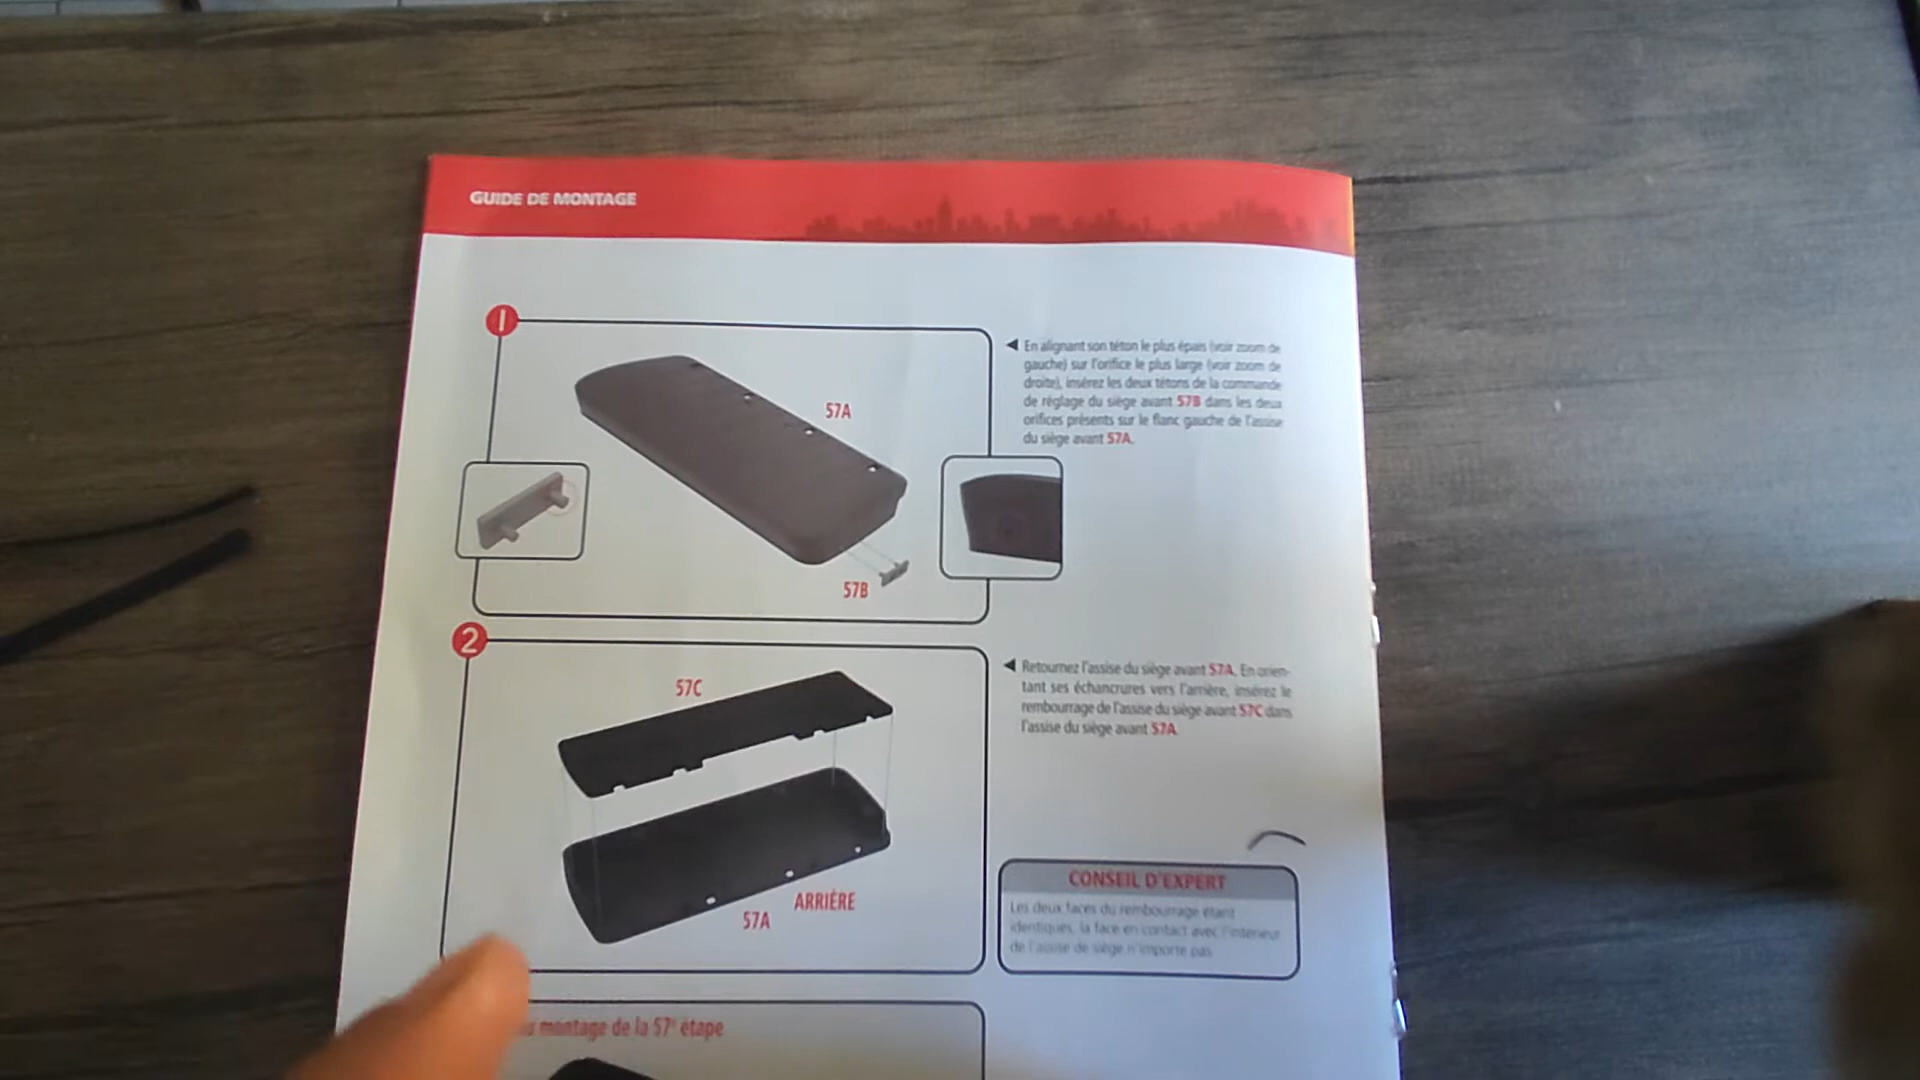 GUIDE DE MONTAGE
1
57A
57B
◀ En alignant son téton le plus épais (voir zoom de
gauche) sur l'orifice le plus large (voir zoom de
droite), insérez les deux tétons de la commande
de réglage du siège avant 57B dans les deux
orifices présents sur le flanc gauche de l'assise
du siège avant 57A.
2
57C
ARRIÈRE
57A
◀ Retournez l'assise du siège avant 57A. En orien-
tant ses échancrures vers l'arrière, insérez le
rembourrage de l'assise du siège avant 57C dans
l'assise du siège avant 57A.
CONSEIL D'EXPERT
Les deux faces du rembourrage étant
identiques, la face en contact avec l'intérieur
de l'assise de siège n'importe pas.
montage de la 57e étape